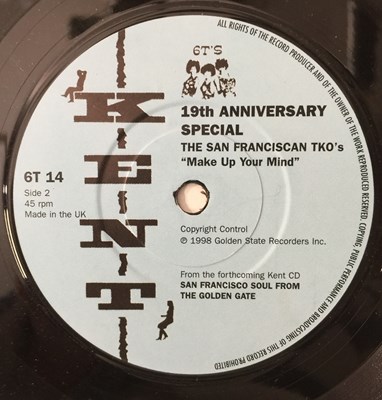 ALL RIGHTS OF THE RECORD PRODUCER AND OF THE OWNER OF THE WORK REPRODUCED RESERVED. COPYING, PUBLIC PERFORMANCE AND BROADCASTING OF THIS RECORD PROHIBITED
6T'S
KENT
19th ANNIVERSARY
SPECIAL
THE SAN FRANCISCAN TKO's
“Make Up Your Mind”
6T 14
Side 2
45 rpm
Made in the UK
Copyright Control
℗ 1998 Golden State Recorders Inc.
From the forthcoming Kent CD
SAN FRANCISCO SOUL FROM
THE GOLDEN GATE